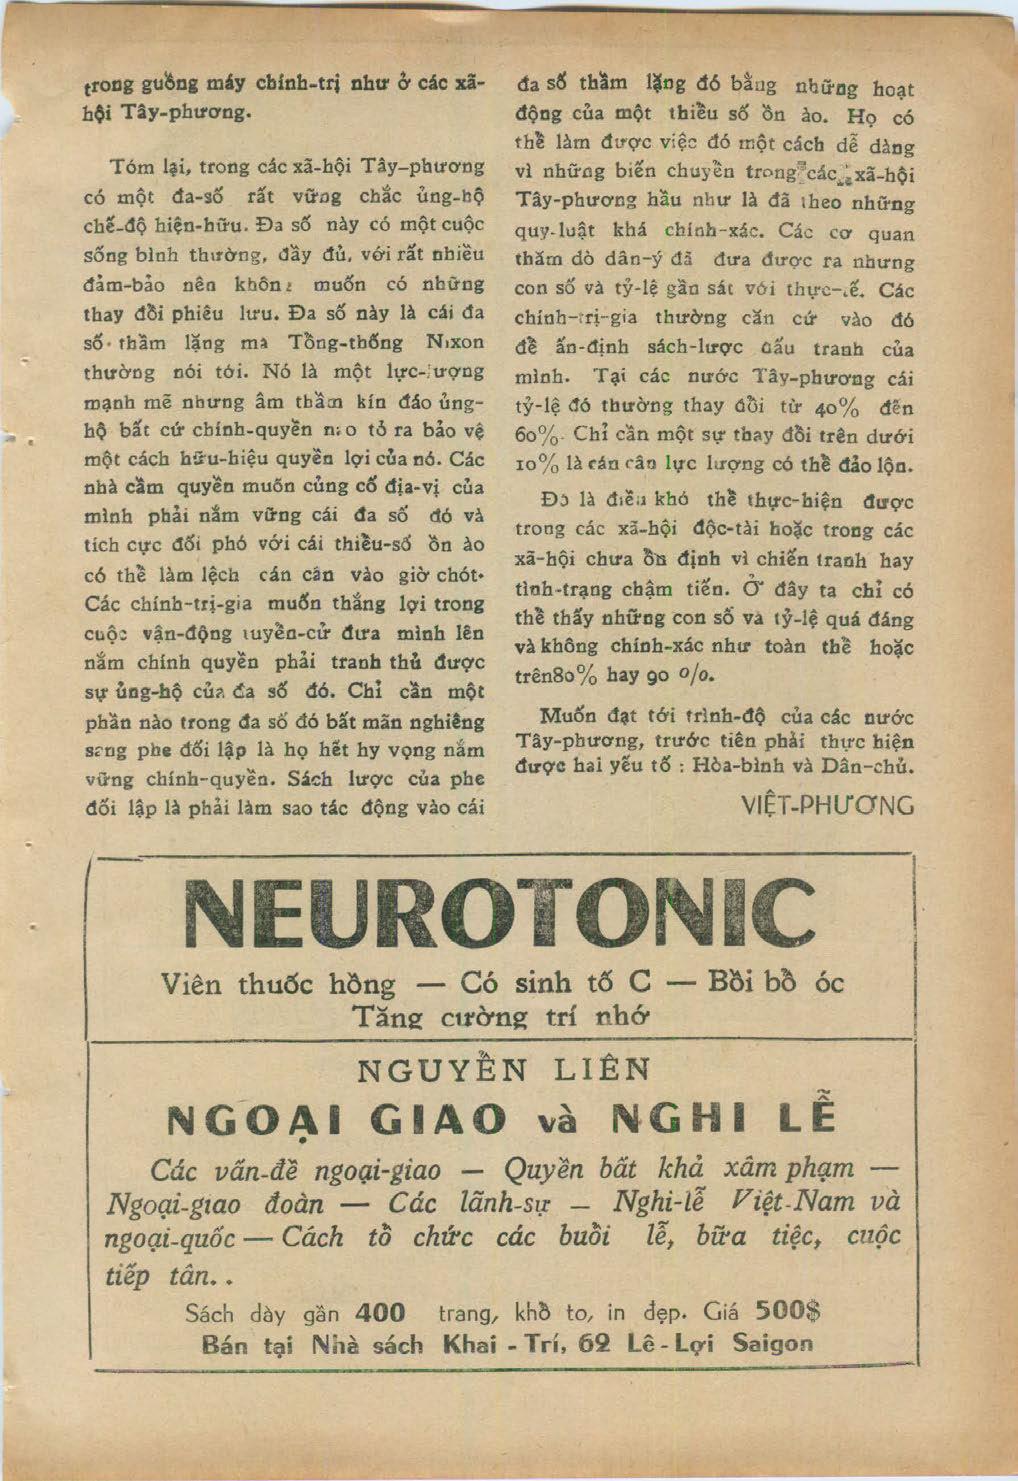 trong guồng máy chính-trị như ở các xã-
hội Tây-phương.
Tóm lại, trong các xã-hội Tây-phương
có một đa-số rất vững chắc ủng-hộ
chế-độ hiện-hữu. Đa số này có một cuộc
sống bình thường, đầy đủ, với rất nhiều
đảm-bảo nên không muốn có những
thay đổi phiêu lưu. Đa số này là cái đa
số thầm lặng mà Tổng-thống Nixon
thường nói tới. Nó là một lực-lượng
mạnh mẽ nhưng âm thầm kín đáo ủng-
hộ bất cứ chính-quyền nào tỏ ra bảo vệ
một cách hữu-hiệu quyền lợi của nó. Các
nhà cầm quyền muốn củng cố địa-vị của
mình phải nắm vững cái đa số đó và
tích cực đối phó với cái thiểu-số ồn ào
có thể làm lệch cán cân vào giờ chót.
Các chính-trị-gia muốn thắng lợi trong
cuộc vận-động tuyển-cử đưa mình lên
nắm chính quyền phải tranh thủ được
sự ủng-hộ của đa số đó. Chỉ cần một
phần nào trong đa số đó bất mãn nghiêng
sang phe đối lập là họ hết hy vọng nắm
vững chính-quyền. Sách lược của phe
đối lập là phải làm sao tác động vào cái
đa số thầm lặng đó bằng những hoạt
động của một thiểu số ồn ào. Họ có
thể làm được việc đó một cách dễ dàng
vì những biến chuyển trong các xã-hội
Tây-phương hầu như là đã theo những
quy-luật khá chính-xác. Các cơ quan
thăm dò dân-ý đã đưa được ra nhưng
con số và tỷ-lệ gần sát với thực-tế. Các
chính-trị-gia thường căn cứ vào đó
để ấn-định sách-lược đấu tranh của
mình. Tại các nước Tây-phương cái
tỷ-lệ đó thường thay đổi từ 40% đến
60%. Chỉ cần một sự thay đổi trên dưới
10% là cán cân lực lượng có thể đảo lộn.
Đó là điều khó thể thực-hiện được
trong các xã-hội độc-tài hoặc trong các
xã-hội chưa ổn định vì chiến tranh hay
tình-trạng chậm tiến. Ở đây ta chỉ có
thể thấy những con số và tỷ-lệ quá đáng
và không chính-xác như toàn thể hoặc
trên80% hay 90 %.
Muốn đạt tới trình-độ của các nước
Tây-phương, trước tiên phải thực hiện
được hai yếu tố : Hòa-bình và Dân-chủ.
VIỆT-PHƯƠNG
NEUROTONIC
Viên thuốc hồng — Có sinh tố C — Bồi bổ óc
Tăng cường trí nhớ
NGUYỄN LIÊN
NGOẠI GIAO và NGHI LỄ
Các vấn-đề ngoại-giao — Quyền bất khả xâm phạm —
Ngoại-giao đoàn — Các lãnh-sự — Nghi-lễ Việt-Nam và
ngoại-quốc — Cách tổ chức các buổi lễ, bữa tiệc, cuộc
tiếp tân. .
Sách dày gần 400 trang, khổ to, in đẹp. Giá 500$
Bán tại Nhà sách Khai - Trí, 62 Lê - Lợi Saigon